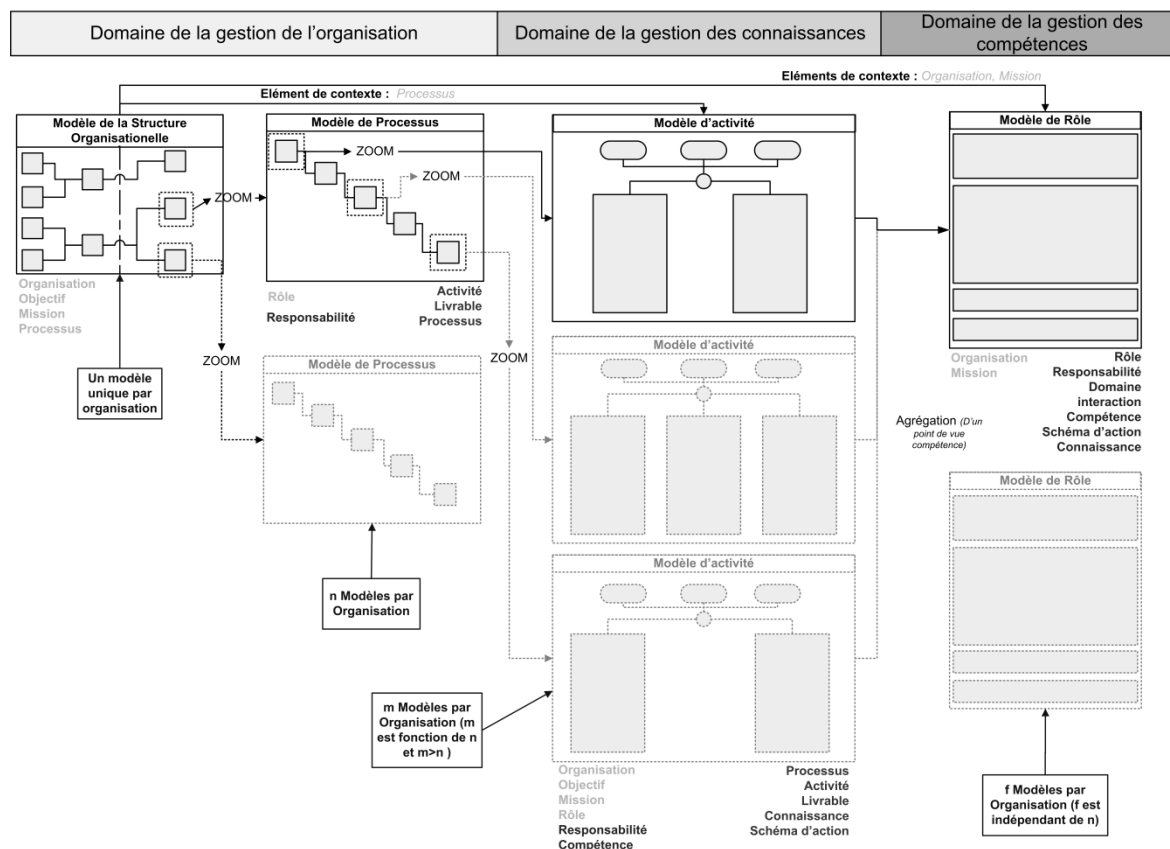 Domaine de la gestion de l'organisation
Domaine de la gestion des connaissances
Domaine de la gestion des
compétences
Eléments de contexte : Organisation, Mission
Elément de contexte : Processus
Modèle de la Structure
Organisationelle
Modèle de Processus
Modèle d'activité
Modèle de Rôle
ZOOM
ZOOM
ZOOM
Organisation
Objectif
Mission
Processus
Rôle
Responsabilité
Activité
Livrable
Processus
ZOOM
ZOOM
Un modèle
unique par
organisation
Modèle de Processus
Modèle d'activité
Organisation
Mission
Rôle
Responsabilité
Domaine
interaction
Compétence
Schéma d'action
Connaissance
Agrégation (D'un
point de vue
compétence)
Modèle de Rôle
n Modèles par
Organisation
Modèle d'activité
m Modèles par
Organisation (m
est fonction de n
et m>n )
Organisation
Objectif
Mission
Rôle
Responsabilité
Compétence
Processus
Activité
Livrable
Connaissance
Schéma d'action
f Modèles par
Organisation (f est
indépendant de n)